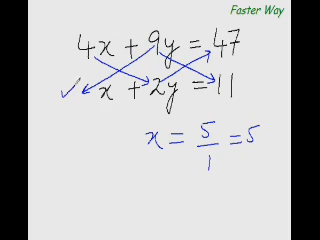 Faster Way
4x + 9y = 47
x + 2y = 11
x = 5/1 = 5